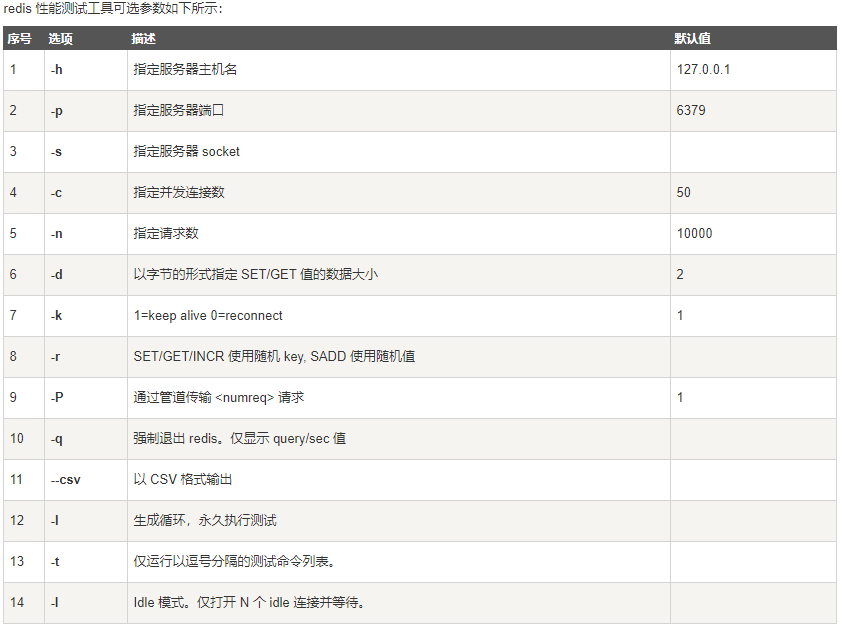 redis 性能测试工具可选参数如下所示：
序号 选项 描述 默认值
1 -h 指定服务器主机名 127.0.0.1
2 -p 指定服务器端口 6379
3 -s 指定服务器 socket
4 -c 指定并发连接数 50
5 -n 指定请求数 10000
6 -d 以字节的形式指定 SET/GET 值的数据大小 2
7 -k 1=keep alive 0=reconnect 1
8 -r SET/GET/INCR 使用随机 key, SADD 使用随机值
9 -P 通过管道传输 <numreq> 请求 1
10 -q 强制退出 redis。仅显示 query/sec 值
11 --csv 以 CSV 格式输出
12 -l 生成循环，永久执行测试
13 -t 仅运行以逗号分隔的测试命令列表。
14 -I Idle 模式。仅打开 N 个 idle 连接并等待。